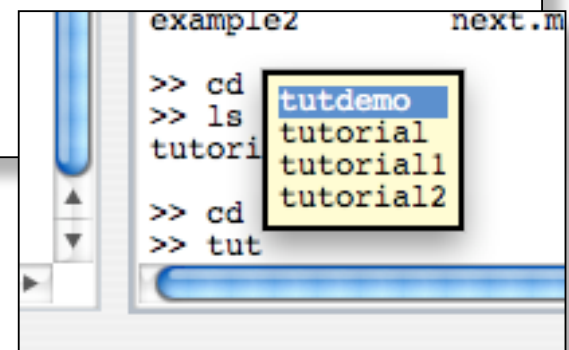 example2 next.m
>> cd
>> ls
tutori
>> cd
>> tut
tutdemo
tutorial
tutorial1
tutorial2